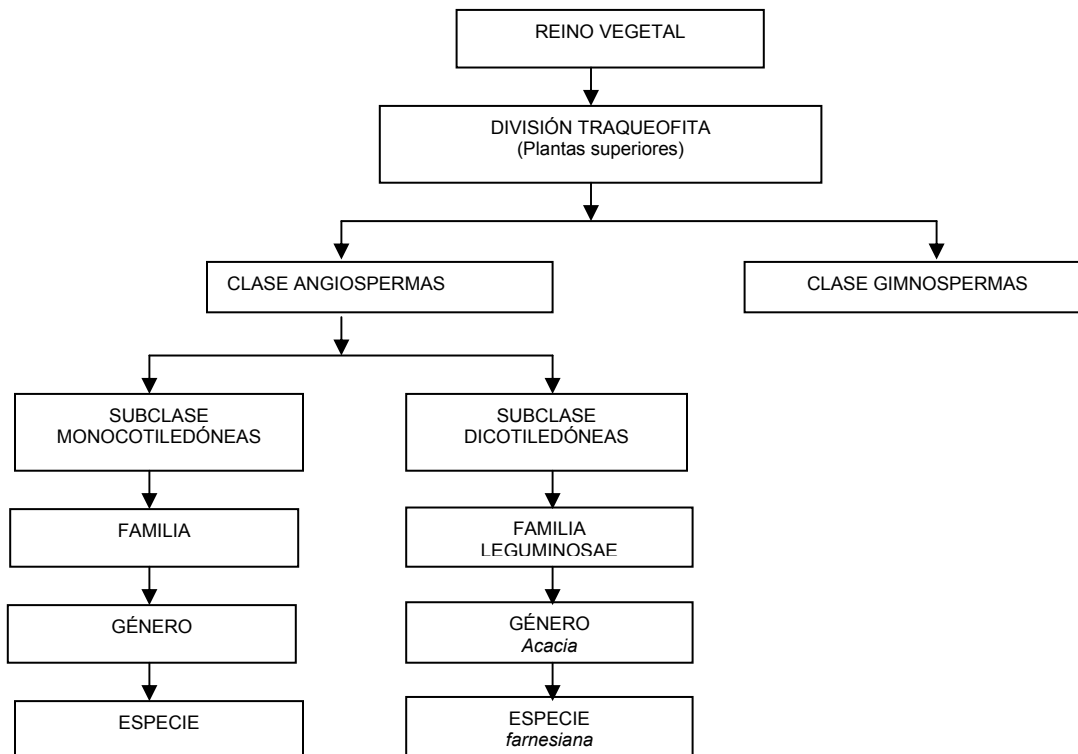 REINO VEGETAL
DIVISIÓN TRAQUEOFITA
(Plantas superiores)
CLASE ANGIOSPERMAS
CLASE GIMNOSPERMAS
SUBCLASE
MONOCOTILEDÓNEAS
SUBCLASE
DICOTILEDÓNEAS
FAMILIA
FAMILIA
LEGUMINOSAE
GÉNERO
GÉNERO
Acacia
ESPECIE
ESPECIE
farnesiana